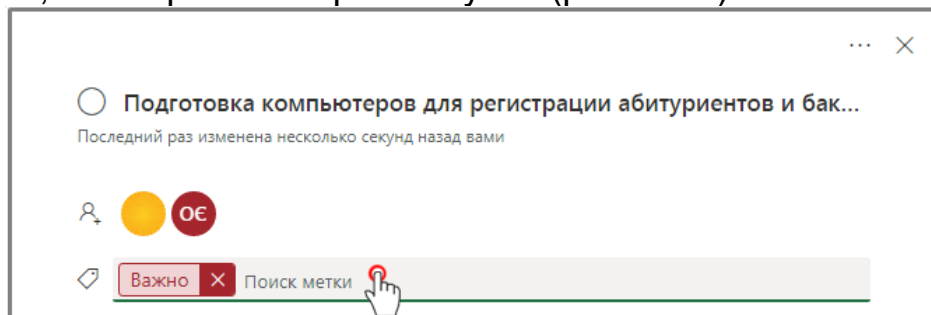 ...
Подготовка компьютеров для регистрации абитуриентов и бак...
Последний раз изменена несколько секунд назад вами
ОЄ
Важно Поиск метки